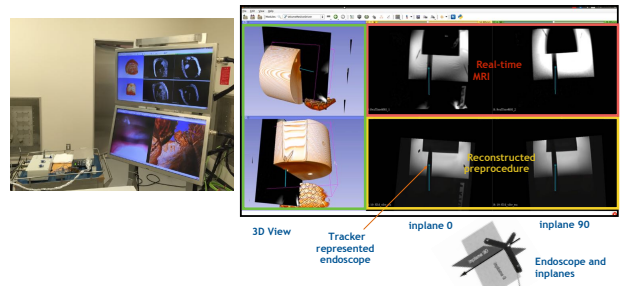 Real-time
MRI
Reconstructed
preprocedure
3D View
inplane 0
inplane 90
Tracker
represented
endoscope
Endoscope and
inplanes